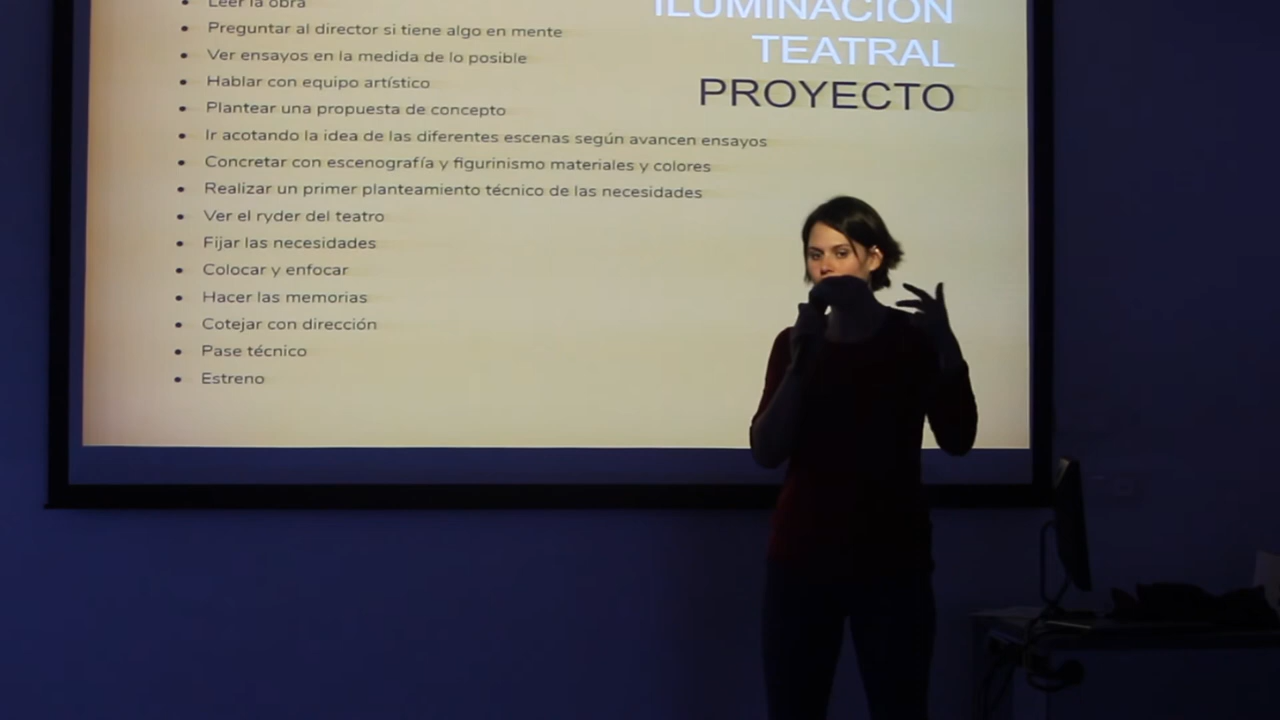 Leer la obra
Preguntar al director si tiene algo en mente
Ver ensayos en la medida de lo posible
Hablar con equipo artístico
Plantear una propuesta de concepto
Ir acotando la idea de las diferentes escenas según avancen ensayos
Concretar con escenografía y figurinismo materiales y colores
Realizar un primer planteamiento técnico de las necesidades
Ver el ryder del teatro
Fijar las necesidades
Colocar y enfocar
Hacer las memorias
Cotejar con dirección
Pase técnico
Estreno
ILUMINACIÓN
TEATRAL
PROYECTO